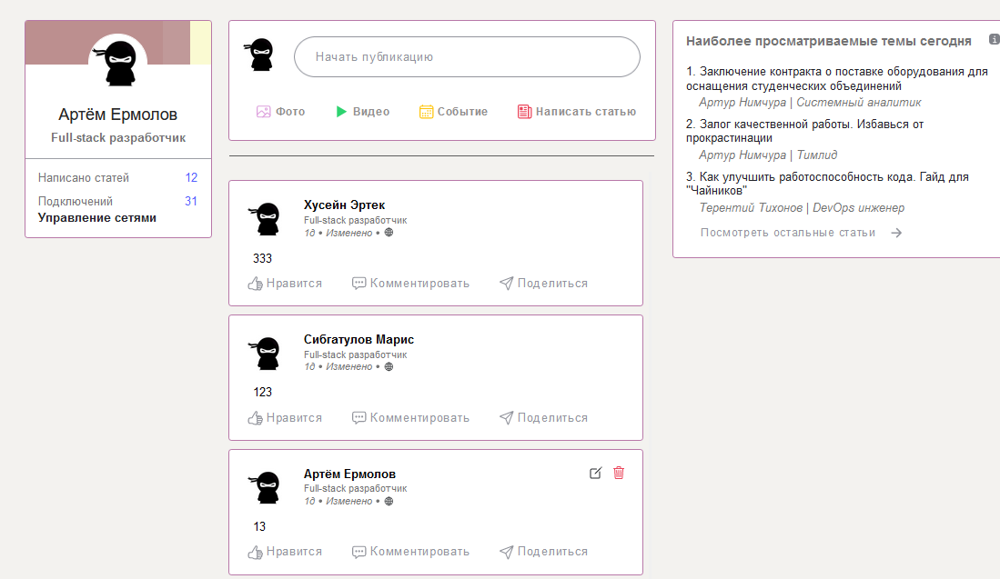 Артём Ермолов
Full-stack разработчик
Написано статей 12
Подключений 31
Управление сетями
Начать публикацию
Фото Видео Событие Написать статью
Хусейн Эртек
Full-stack разработчик
1д • Изменено •
333
Нравится Комментировать Поделиться
Сибгатулов Марис
Full-stack разработчик
1д • Изменено •
123
Нравится Комментировать Поделиться
Артём Ермолов
Full-stack разработчик
1д • Изменено •
13
Нравится Комментировать Поделиться
Наиболее просматриваемые темы сегодня
1. Заключение контракта о поставке оборудования для
оснащения студенческих объединений
Артур Нимчура | Системный аналитик
2. Залог качественной работы. Избавься от
прокрастинации
Артур Нимчура | Тимлид
3. Как улучшить работоспособность кода. Гайд для
"Чайников"
Терентий Тихонов | DevOps инженер
Посмотреть остальные статьи